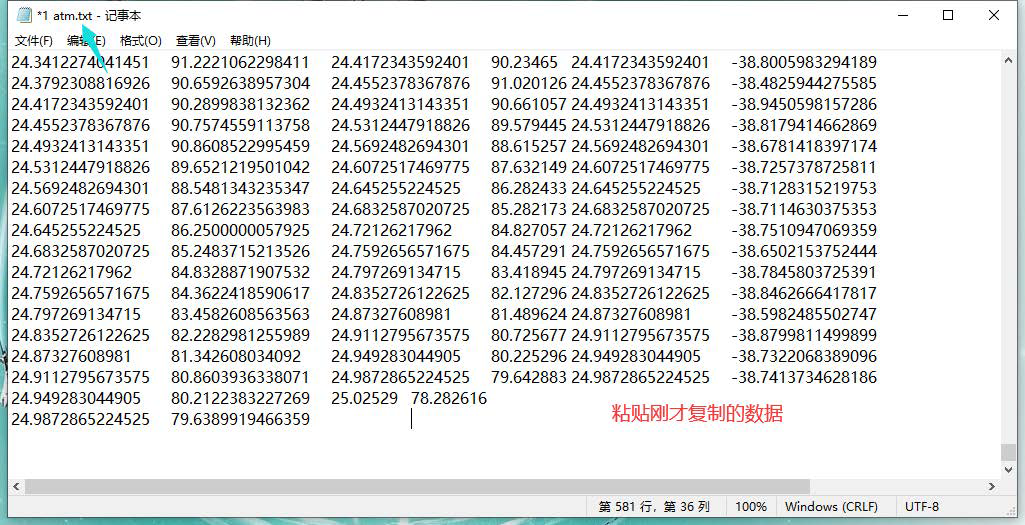 *1 atm.txt - 记事本
文件(F) 编辑(E) 格式(O) 查看(V) 帮助(H)
24.3412274041451 91.2221062298411 24.4172343592401 90.23465 24.4172343592401 -38.8005983294189
24.3792308816926 90.6592638957304 24.4552378367876 91.020126 24.4552378367876 -38.4825944275585
24.4172343592401 90.2899838132362 24.4932413143351 90.661057 24.4932413143351 -38.9450598157286
24.4552378367876 90.7574559113758 24.5312447918826 89.579445 24.5312447918826 -38.8179414662869
24.4932413143351 90.8608522995459 24.5692482694301 88.615257 24.5692482694301 -38.6781418397174
24.5312447918826 89.6521219501042 24.6072517469775 87.632149 24.6072517469775 -38.7257378725811
24.5692482694301 88.5481343235347 24.645255224525 86.282433 24.645255224525 -38.7128315219753
24.6072517469775 87.6126223563983 24.6832587020725 85.282173 24.6832587020725 -38.7114630375353
24.645255224525 86.2500000057925 24.72126217962 84.827057 24.72126217962 -38.7510947069359
24.6832587020725 85.2483715213526 24.7592656571675 84.457291 24.7592656571675 -38.6502153752444
24.72126217962 84.8328871907532 24.797269134715 83.418945 24.797269134715 -38.7845803725391
24.7592656571675 84.3622418590617 24.8352726122625 82.127296 24.8352726122625 -38.8462666417817
24.797269134715 83.4582608563563 24.87327608981 81.489624 24.87327608981 -38.5982485502747
24.8352726122625 82.2282981255989 24.9112795673575 80.725677 24.9112795673575 -38.8799811499899
24.87327608981 81.342608034092 24.949283044905 80.225296 24.949283044905 -38.7322068389096
24.9112795673575 80.8603936338071 24.9872865224525 79.642883 24.9872865224525 -38.7413734628186
24.949283044905 80.2122383227269 25.02529 78.282616
24.9872865224525 79.6389919466359
粘贴刚才复制的数据
第 581 行，第 36 列 100% Windows (CRLF) UTF-8